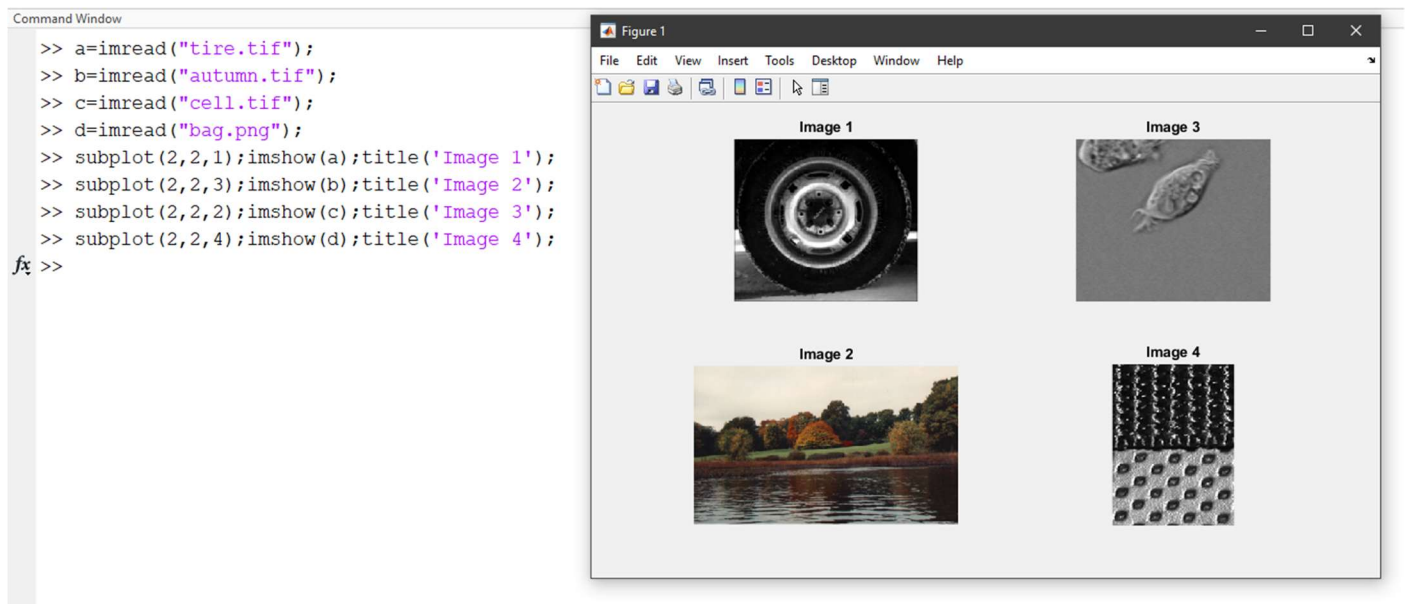 Command Window
>> a=imread("tire.tif");
>> b=imread("autumn.tif");
>> c=imread("cell.tif");
>> d=imread("bag.png");
>> subplot(2,2,1);imshow(a);title('Image 1');
>> subplot(2,2,3);imshow(b);title('Image 2');
>> subplot(2,2,2);imshow(c);title('Image 3');
>> subplot(2,2,4);imshow(d);title('Image 4');
fx >>
Figure 1
File Edit View Insert Tools Desktop Window Help
Image 1
Image 3
Image 2
Image 4